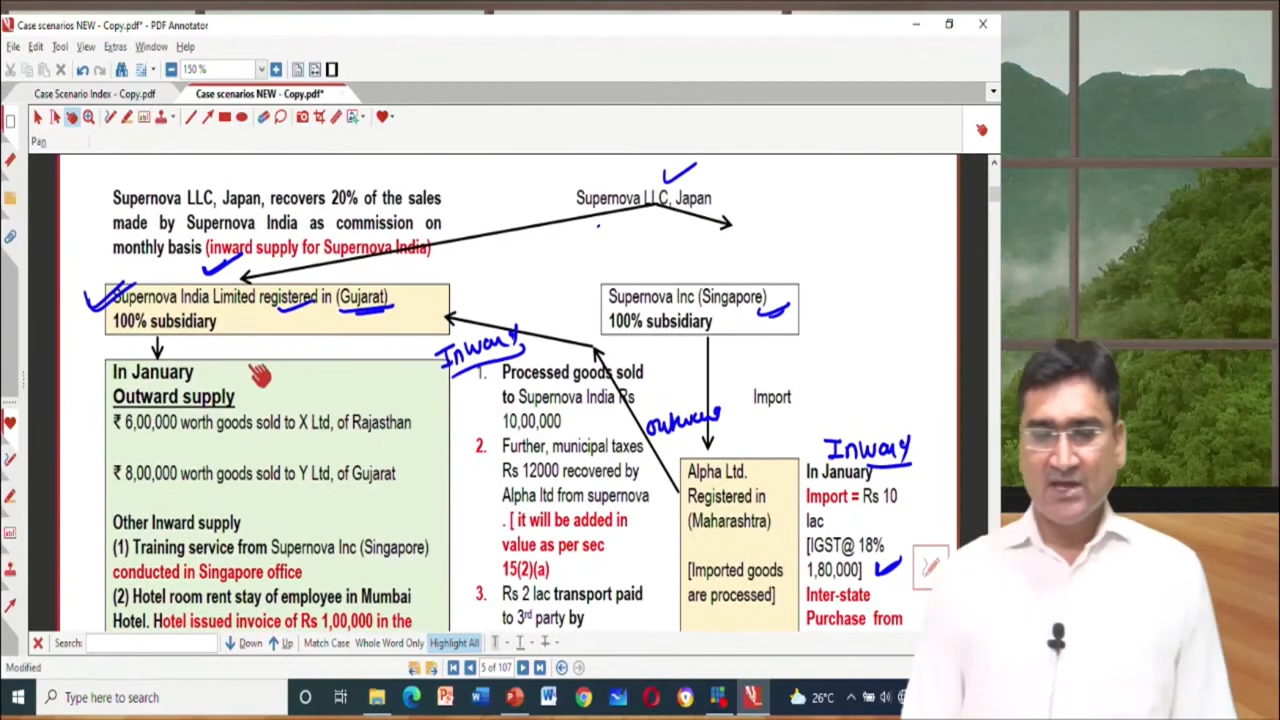 Case scenarios NEW - Copy.pdf* - PDF Annotator
File Edit Tool View Extras Window Help
150 %
Case Scenario Index - Copy.pdf
Case scenarios NEW - Copy.pdf*
Pan
Supernova LLC, Japan, recovers 20% of the sales
made by Supernova India as commission on
monthly basis (inward supply for Supernova India)
Supernova LLC, Japan
Supernova India Limited registered in (Gujarat)
100% subsidiary
Supernova Inc (Singapore)
100% subsidiary
In January
Outward supply
₹ 6,00,000 worth goods sold to X Ltd, of Rajasthan
₹ 8,00,000 worth goods sold to Y Ltd, of Gujarat
Other Inward supply
(1) Training service from Supernova Inc (Singapore)
conducted in Singapore office
(2) Hotel room rent stay of employee in Mumbai
Hotel. Hotel issued invoice of Rs 1,00,000 in the
Inward
1. Processed goods sold
to Supernova India Rs
10,00,000
2. Further, municipal taxes
Rs 12000 recovered by
Alpha ltd from supernova
. [ it will be added in
value as per sec
15(2)(a)
3. Rs 2 lac transport paid
to 3rd party by
outward
Import
Alpha Ltd.
Registered in
(Maharashtra)
[Imported goods
are processed]
Inward
In January
Import = Rs 10
lac
[IGST@ 18%
1,80,000]
Inter-state
Purchase from
Search: Down Up Match Case Whole Word Only Highlight All
Modified
5 of 107
Type here to search
26°C